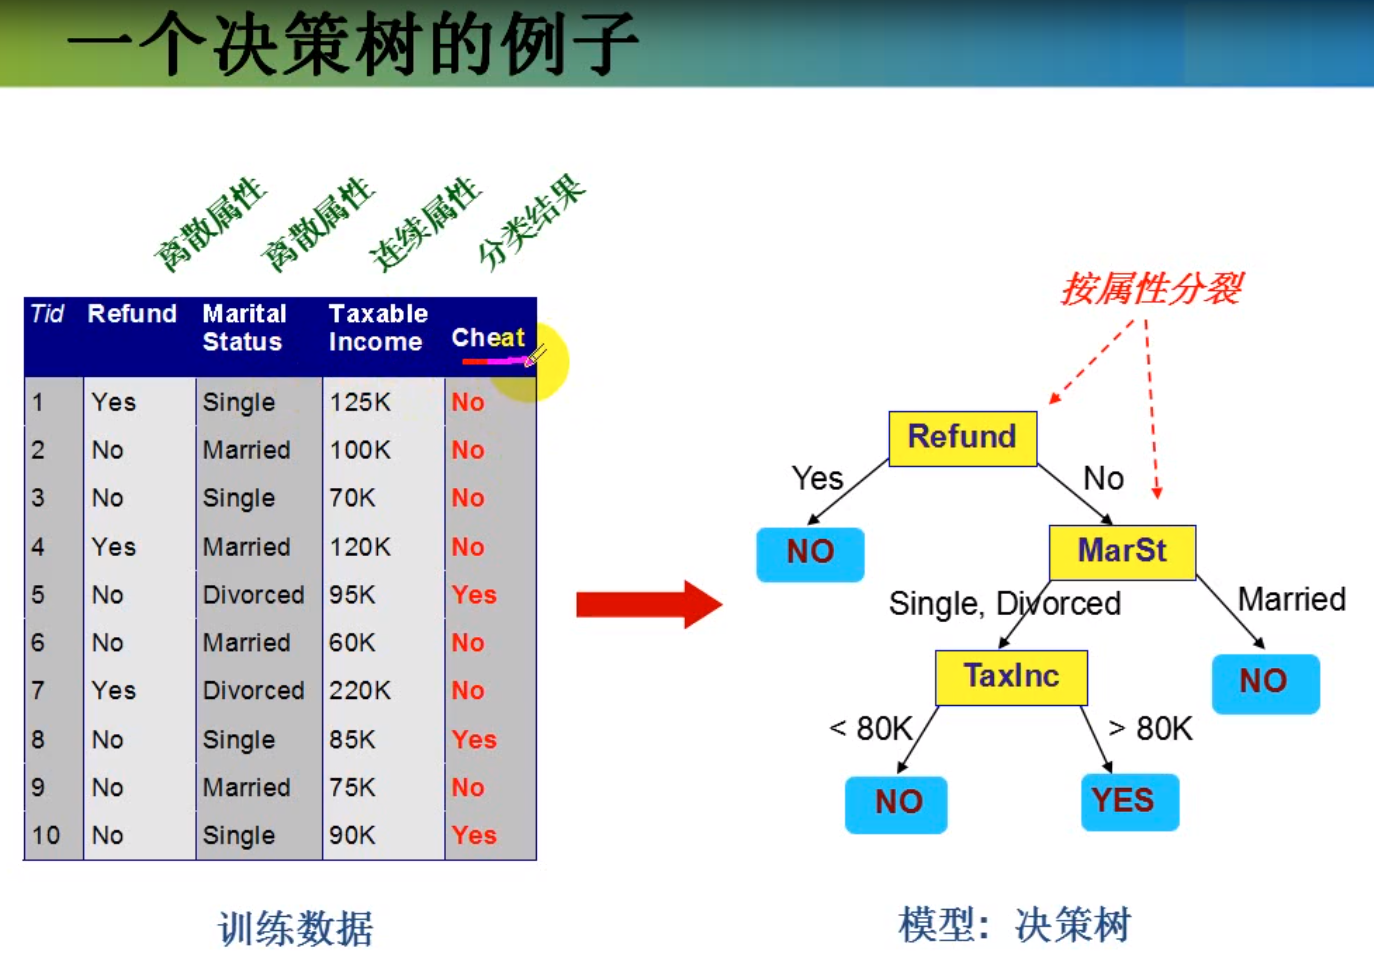 一个决策树的例子
离散属性
离散属性
连续属性
分类结果
Tid Refund Marital Status Taxable Income Cheat
1 Yes Single 125K No
2 No Married 100K No
3 No Single 70K No
4 Yes Married 120K No
5 No Divorced 95K Yes
6 No Married 60K No
7 Yes Divorced 220K No
8 No Single 85K Yes
9 No Married 75K No
10 No Single 90K Yes
训练数据
按属性分裂
Refund
Yes
No
NO
MarSt
Single, Divorced
Married
TaxInc
NO
< 80K
> 80K
NO
YES
模型：决策树